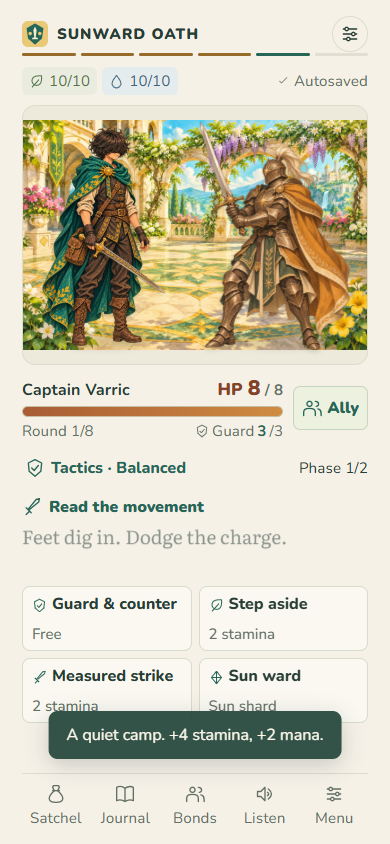 SUNWARD OATH
10/10 10/10 Autosaved
Captain Varric HP 8 / 8
Ally
Round 1/8 Guard 3 /3
Tactics · Balanced Phase 1/2
Read the movement
Feet dig in. Dodge the charge.
Guard & counter Step aside
Free 2 stamina
Measured strike Sun ward
2 stamina Sun shard
A quiet camp. +4 stamina, +2 mana.
Satchel Journal Bonds Listen Menu